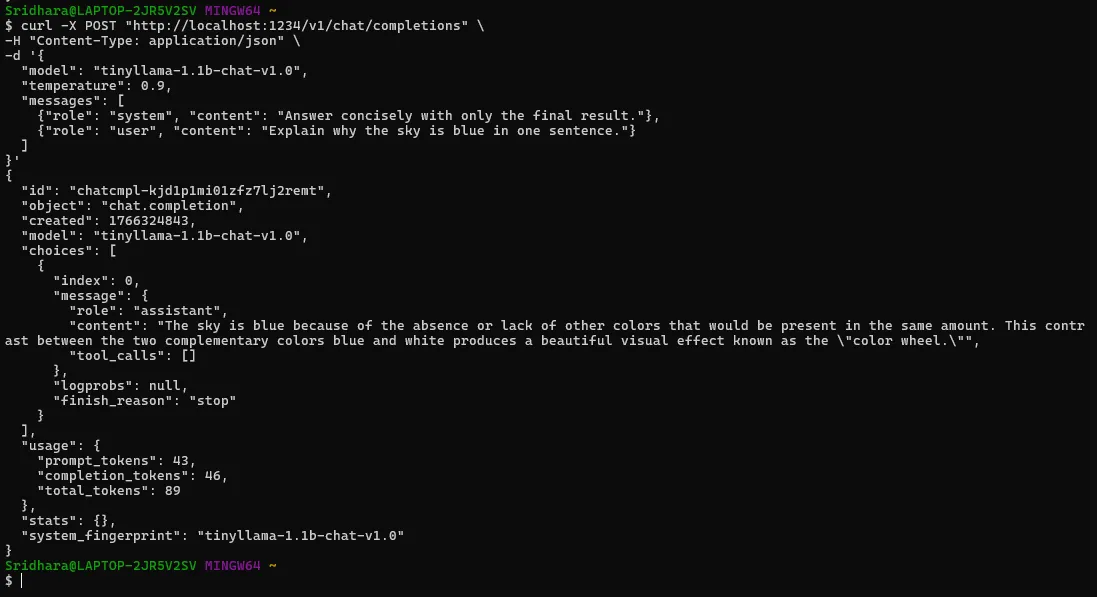 Sridhara@LAPTOP-2JR5V2SV MINGW64 ~
$ curl -X POST "http://localhost:1234/v1/chat/completions" \
-H "Content-Type: application/json" \
-d '{
  "model": "tinyllama-1.1b-chat-v1.0",
  "temperature": 0.9,
  "messages": [
    {"role": "system", "content": "Answer concisely with only the final result."},
    {"role": "user", "content": "Explain why the sky is blue in one sentence."}
  ]
}'
{
  "id": "chatcmpl-kjd1p1mi01zfz7lj2remt",
  "object": "chat.completion",
  "created": 1766324843,
  "model": "tinyllama-1.1b-chat-v1.0",
  "choices": [
    {
      "index": 0,
      "message": {
        "role": "assistant",
        "content": "The sky is blue because of the absence or lack of other colors that would be present in the same amount. This contr
ast between the two complementary colors blue and white produces a beautiful visual effect known as the \"color wheel.\"",
        "tool_calls": []
      },
      "logprobs": null,
      "finish_reason": "stop"
    }
  ],
  "usage": {
    "prompt_tokens": 43,
    "completion_tokens": 46,
    "total_tokens": 89
  },
  "stats": {},
  "system_fingerprint": "tinyllama-1.1b-chat-v1.0"
}
Sridhara@LAPTOP-2JR5V2SV MINGW64 ~
$